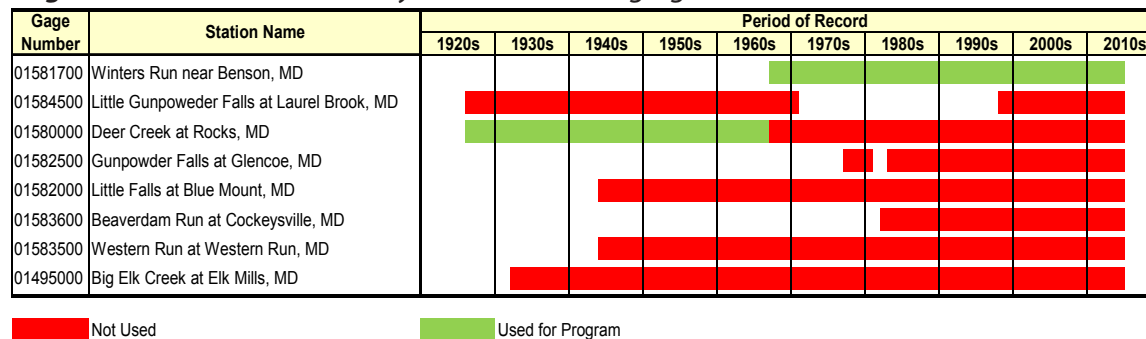 Gage Number Station Name Period of Record
1920s 1930s 1940s 1950s 1960s 1970s 1980s 1990s 2000s 2010s
01581700 Winters Run near Benson, MD
01584500 Little Gunpoweder Falls at Laurel Brook, MD
01580000 Deer Creek at Rocks, MD
01582500 Gunpowder Falls at Glencoe, MD
01582000 Little Falls at Blue Mount, MD
01583600 Beaverdam Run at Cockeysville, MD
01583500 Western Run at Western Run, MD
01495000 Big Elk Creek at Elk Mills, MD
Not Used Used for Program